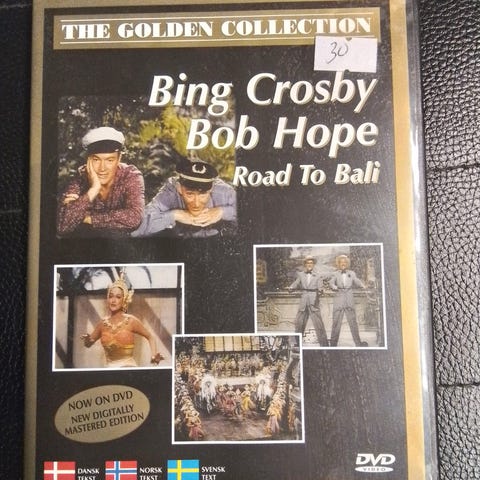 THE GOLDEN COLLECTION
30
Bing Crosby
Bob Hope
Road To Bali
NOW ON DVD
NEW DIGITALLY
MASTERED EDITION
DANSK
TEKST
NORSK
TEKST
SVENSK
TEXT
DVD
VIDEO